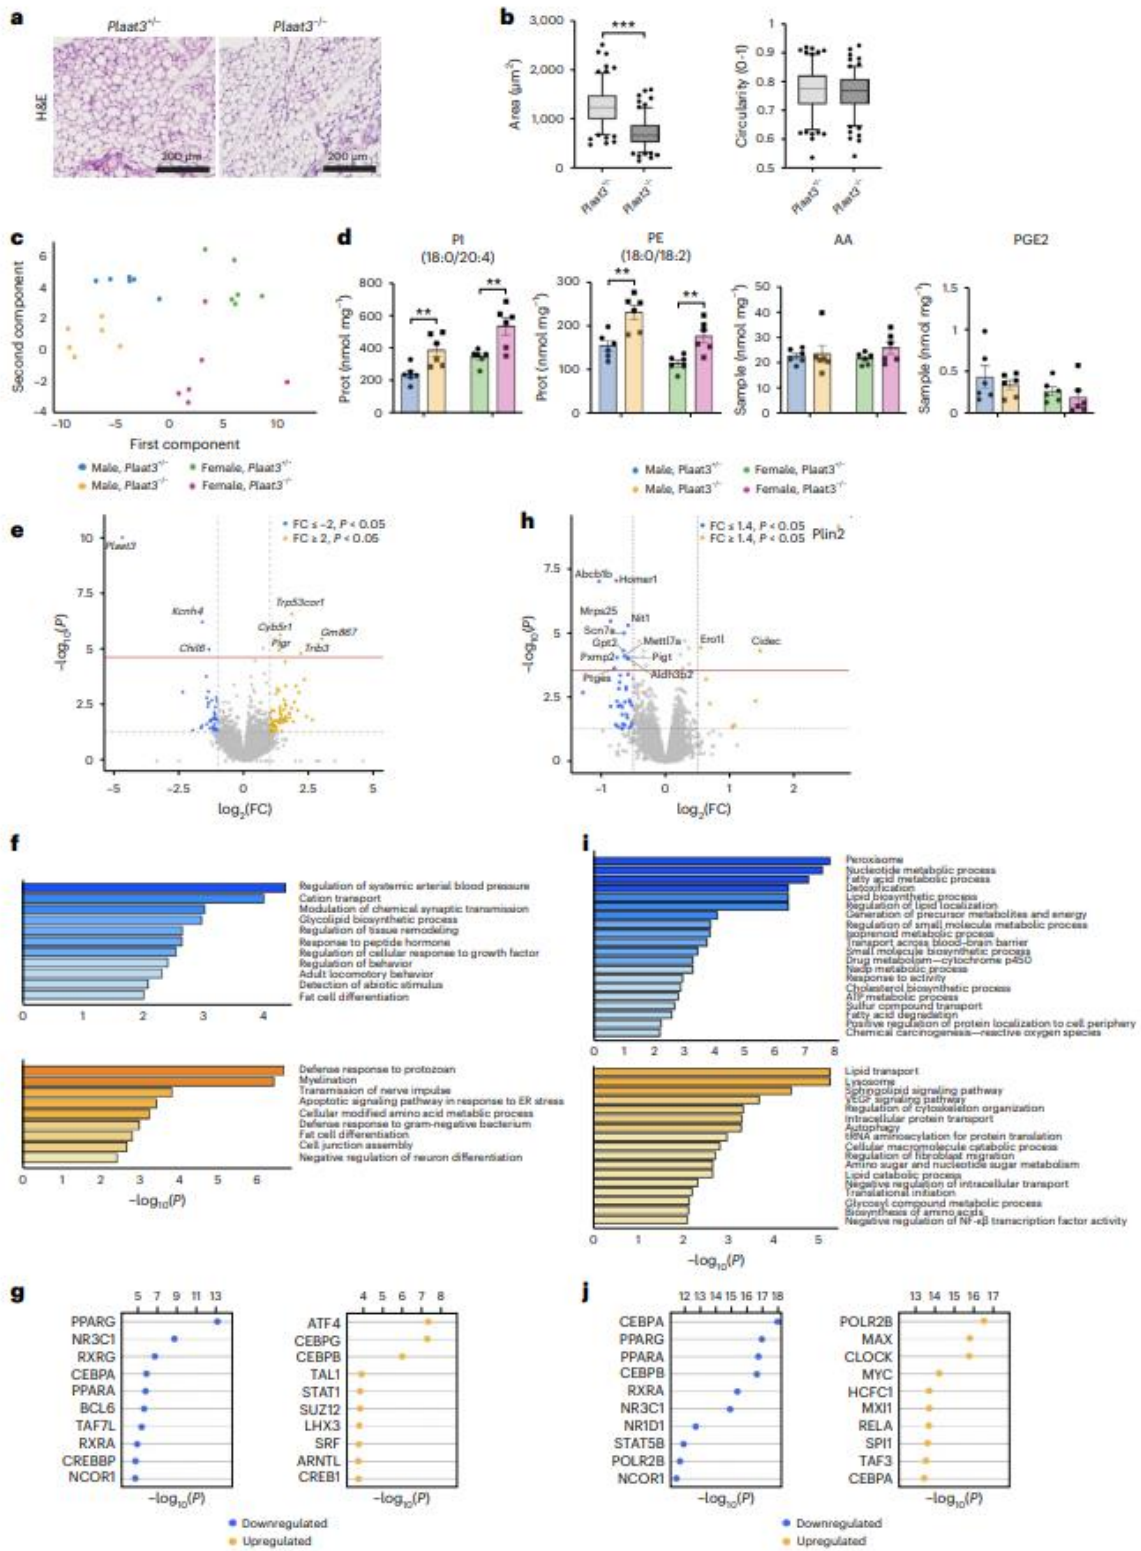 a
Plaat3+/−
Plaat3−/−
H&E
200 µm
200 µm
b
3,000
2,000
1,000
0
Area (µm2)
***
Plaat3+/−
Plaat3−/−
1
0.9
0.8
0.7
0.6
0.5
Circularity (0-1)
Plaat3+/−
Plaat3−/−
c
6
4
2
0
−2
−4
Second component
−10 −5 0 5 10
First component
Male, Plaat3+/− Female, Plaat3+/−
Male, Plaat3−/− Female, Plaat3−/−
d
PI
(18:0/20:4)
800
600
400
200
0
Prot (nmol mg−1)
** **
PE
(18:0/18:2)
300
200
100
0
Prot (nmol mg−1)
** **
AA
50
40
30
20
10
0
Sample (nmol mg−1)
PGE2
1.5
1
0.5
0
Sample (nmol mg−1)
Male, Plaat3+/− Female, Plaat3+/−
Male, Plaat3−/− Female, Plaat3−/−
e
FC ≤ −2, P < 0.05
FC ≥ 2, P < 0.05
10
7.5
5
2.5
0
−log10(P)
Plaat3
Kcnh4
Chil6
Trp53cor1
Cyb5r1
Gm867
Pigr
Trib3
−5 −2.5 0 2.5 5
log2(FC)
h
FC ≤ 1.4, P < 0.05
FC ≥ 1.4, P < 0.05
Plin2
7.5
5
2.5
0
−log10(P)
Abcb1b
Homer1
Mrps25
Nit1
Scn7a
Gpt2
Mettl7a
Ero1l
Cidec
Pxmp2
Pigt
Ptges
Aldh3b2
−1 0 1 2
log2(FC)
f
Regulation of systemic arterial blood pressure
Cation transport
Modulation of chemical synaptic transmission
Glycolipid biosynthetic process
Regulation of tissue remodeling
Response to peptide hormone
Regulation of cellular response to growth factor
Regulation of behavior
Adult locomotory behavior
Detection of abiotic stimulus
Fat cell differentiation
0 1 2 3 4
Defense response to protozoan
Myelination
Transmission of nerve impulse
Apoptotic signaling pathway in response to ER stress
Cellular modified amino acid metablic process
Defense response to gram-negative bacterium
Fat cell differentiation
Cell junction assembly
Negative regulation of neuron differentiation
0 1 2 3 4 5 6
−log10(P)
i
Peroxisome
Nucleotide metabolic process
Fatty acid metabolic process
Detoxification
Lipid biosynthetic process
Regulation of lipid localization
Generation of precursor metabolites and energy
Regulation of small molecule metabolic process
Isoprenoid metabolic process
Transport across blood–brain barrier
Small molecule biosynthetic process
Drug metabolism—cytochrome p450
Nadp metabolic process
Response to activity
Cholesterol biosynthetic process
ATP metabolic process
Sulfur compound transport
Fatty acid degradation
Positive regulation of protein localization to cell periphery
Chemical carcinogenesis—reactive oxygen species
0 1 2 3 4 5 6 7 8
Lipid transport
Lysosome
Sphingolipid signaling pathway
VEGF signaling pathway
Regulation of cytoskeleton organization
Intracellular protein transport
Autophagy
tRNA aminoacylation for protein translation
Cellular macromolecule catabolic process
Regulation of fibroblast migration
Amino sugar and nucleotide sugar metabolism
Lipid catabolic process
Negative regulation of intracellular transport
Translational initiation
Glycosyl compound metabolic process
Biosynthesis of amino acids
Negative regulation of NF-κβ transcription factor activity
0 1 2 3 4 5
−log10(P)
g
5 7 9 11 13
PPARG
NR3C1
RXRG
CEBPA
PPARA
BCL6
TAF7L
RXRA
CREBBP
NCOR1
−log10(P)
4 5 6 7 8
ATF4
CEBPG
CEBPB
TAL1
STAT1
SUZ12
LHX3
SRF
ARNTL
CREB1
−log10(P)
Downregulated
Upregulated
j
12 13 14 15 16 17 18
CEBPA
PPARG
PPARA
CEBPB
RXRA
NR3C1
NR1D1
STAT5B
POLR2B
NCOR1
−log10(P)
13 14 15 16 17
POLR2B
MAX
CLOCK
MYC
HCFC1
MXI1
RELA
SPI1
TAF3
CEBPA
−log10(P)
Downregulated
Upregulated